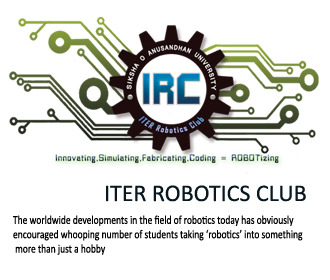 SIKSHA O ANUSANDHAN UNIVERSITY
IRC
ITER Robotics Club
Innovating.Simulating.Fabricating.Coding = ROBOTizing
ITER ROBOTICS CLUB
The worldwide developments in the field of robotics today has obviously
encouraged whooping number of students taking ‘robotics’ into something
more than just a hobby